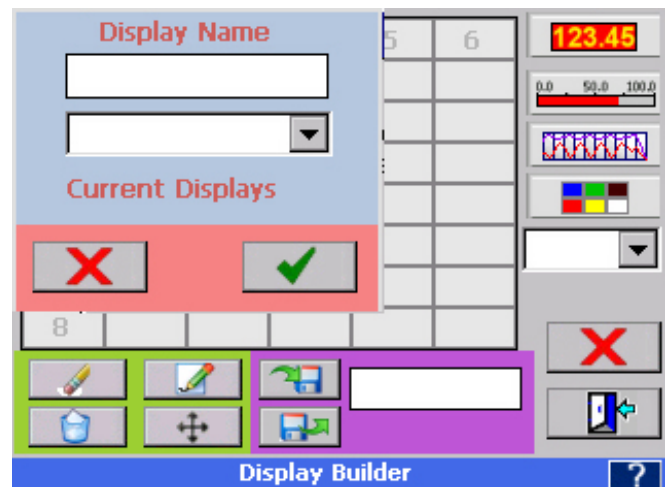 Display Name
5 6
123.45
0.0 50.0 100.0
Current Displays
8
Display Builder ?